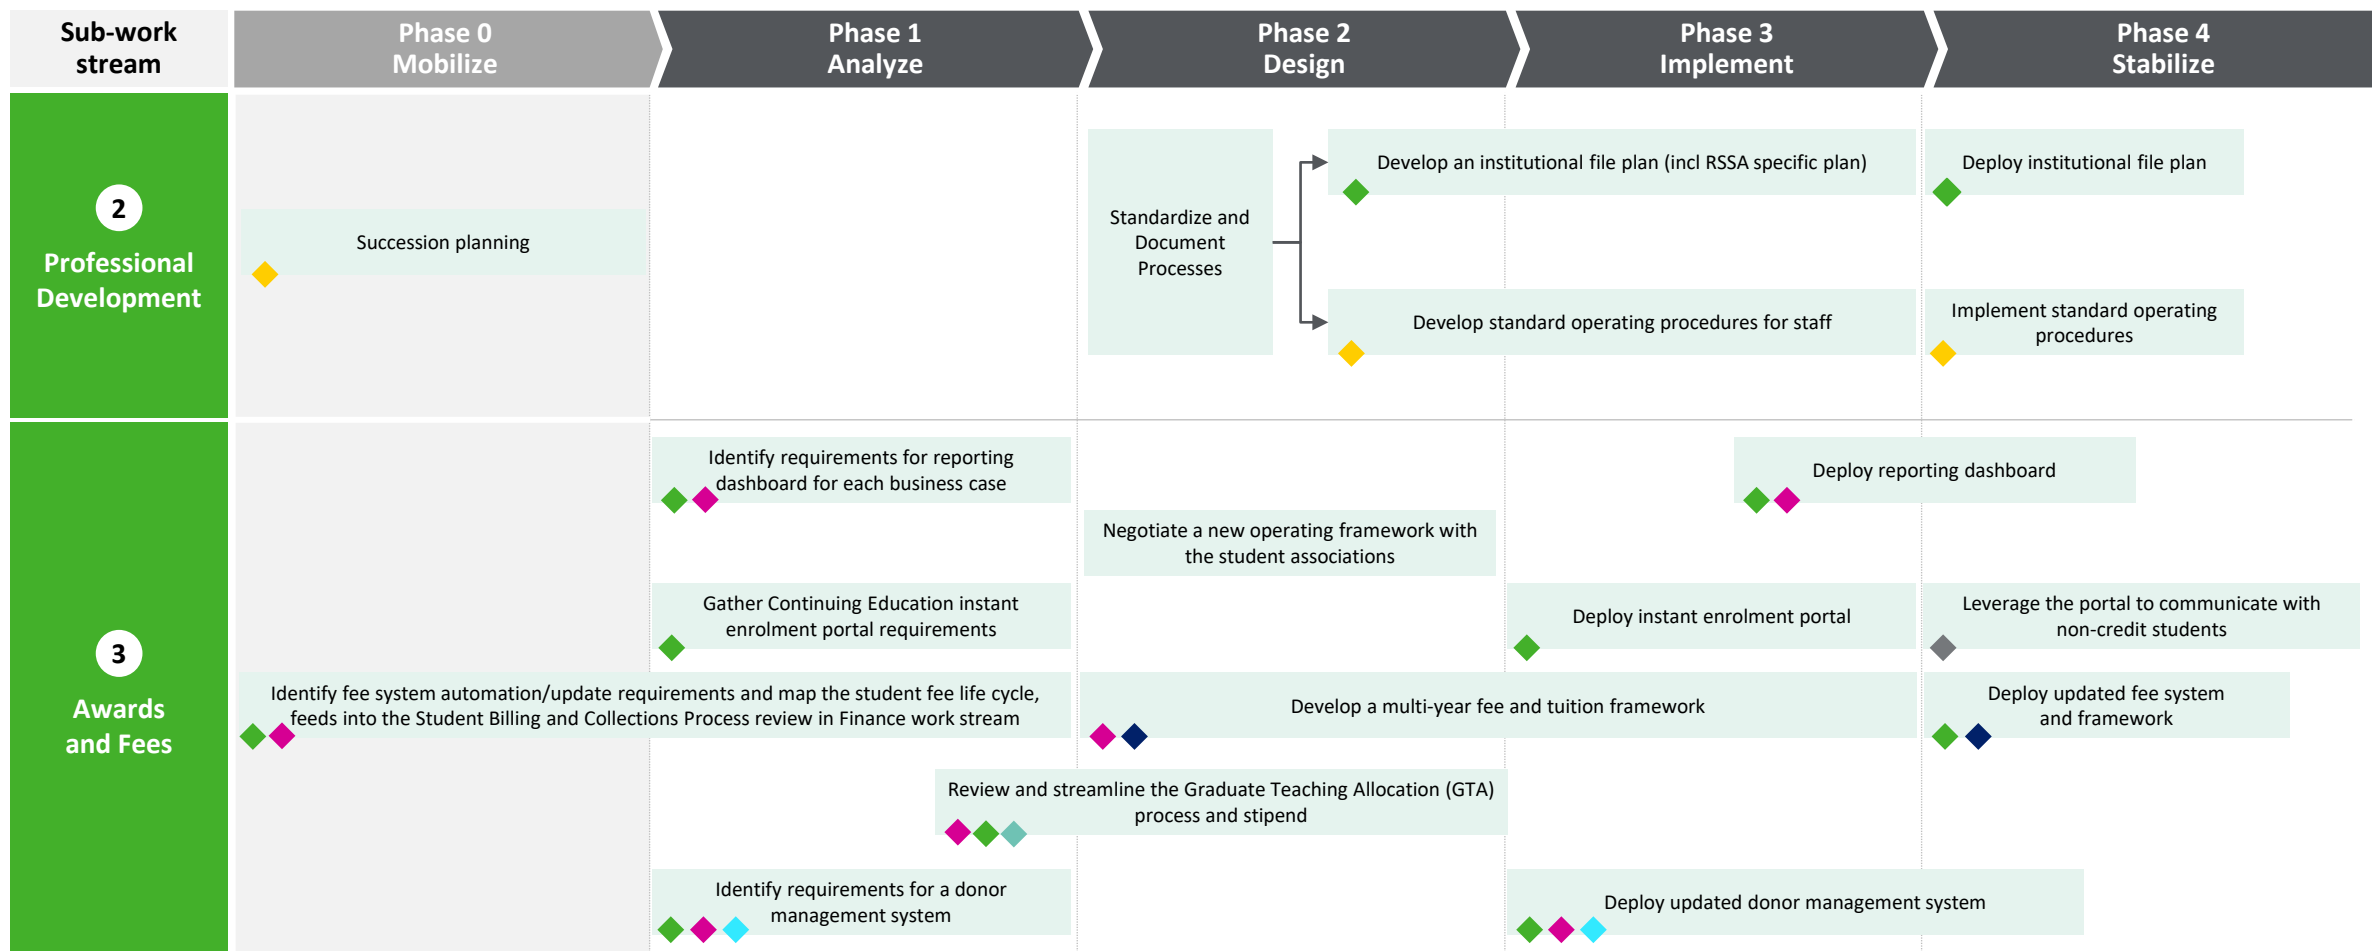 Sub-work
stream
Phase 0
Mobilize
Phase 1
Analyze
Phase 2
Design
Phase 3
Implement
Phase 4
Stabilize
2
Professional
Development
Succession planning
Standardize and
Document
Processes
Develop an institutional file plan (incl RSSA specific plan)
Deploy institutional file plan
Develop standard operating procedures for staff
Implement standard operating
procedures
3
Awards
and Fees
Identify requirements for reporting
dashboard for each business case
Deploy reporting dashboard
Negotiate a new operating framework with
the student associations
Gather Continuing Education instant
enrolment portal requirements
Deploy instant enrolment portal
Leverage the portal to communicate with
non-credit students
Identify fee system automation/update requirements and map the student fee life cycle,
feeds into the Student Billing and Collections Process review in Finance work stream
Develop a multi-year fee and tuition framework
Deploy updated fee system
and framework
Review and streamline the Graduate Teaching Allocation (GTA)
process and stipend
Identify requirements for a donor
management system
Deploy updated donor management system